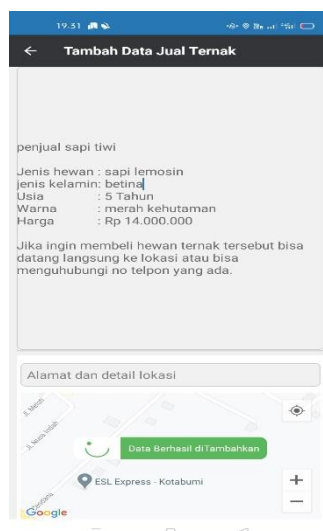 19.31
Tambah Data Jual Ternak
penjual sapi tiwi
Jenis hewan : sapi lemosin
jenis kelamin: betina
Usia : 5 Tahun
Warna : merah kehutaman
Harga : Rp 14.000.000
Jika ingin membeli hewan ternak tersebut bisa
datang langsung ke lokasi atau bisa
menguhubungi no telpon yang ada.
Alamat dan detail lokasi
Data Berhasil diTambahkan
ESL Express - Kotabumi
Google